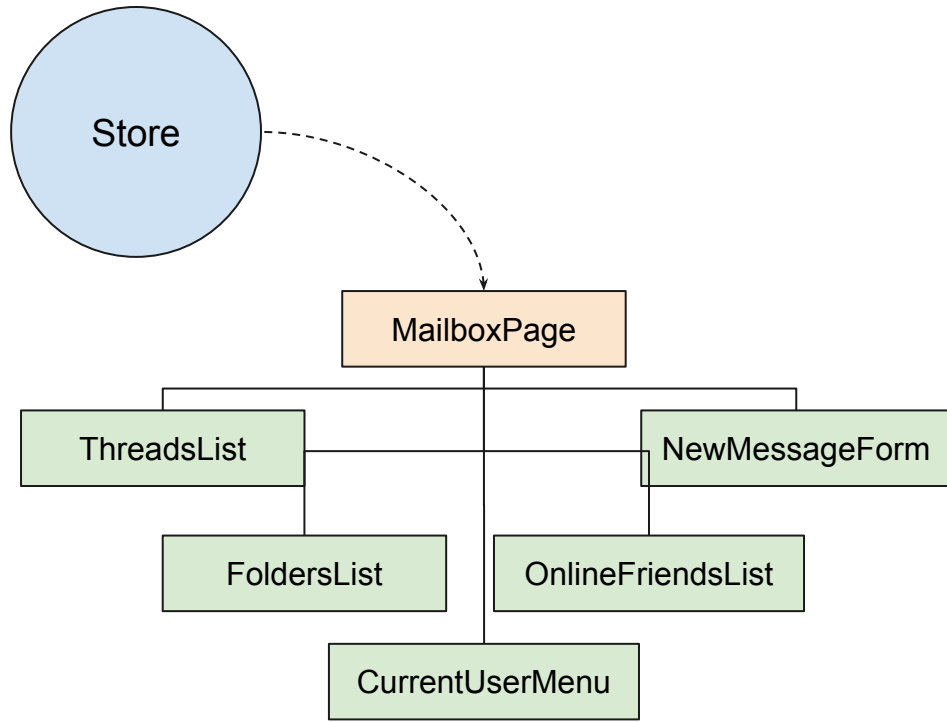 Store
MailboxPage
ThreadsList
NewMessageForm
FoldersList
OnlineFriendsList
CurrentUserMenu